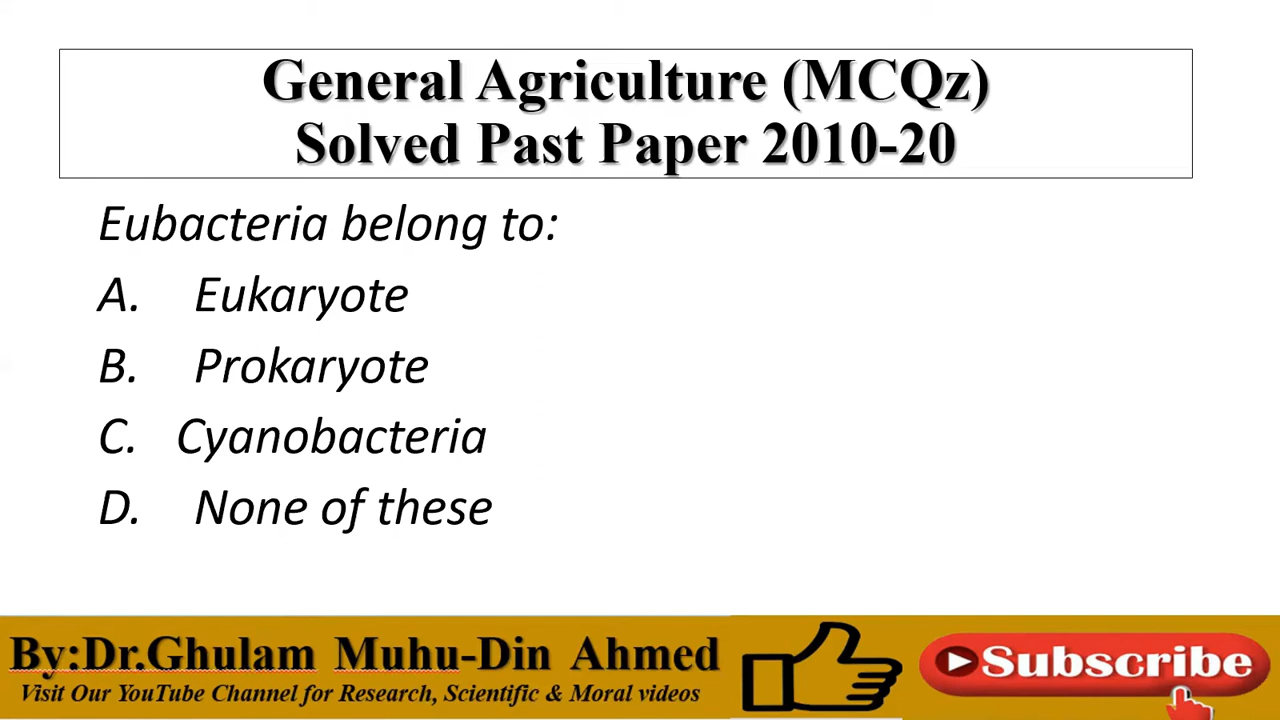 General Agriculture (MCQz)
Solved Past Paper 2010-20
Eubacteria belong to:
A. Eukaryote
B. Prokaryote
C. Cyanobacteria
D. None of these
By:Dr.Ghulam Muhu-Din Ahmed
Visit Our YouTube Channel for Research, Scientific & Moral videos
Subscribe